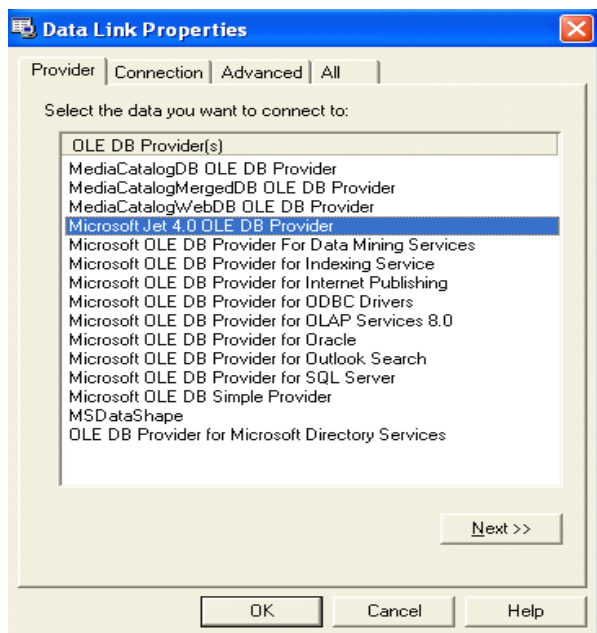 Data Link Properties
Provider Connection Advanced All
Select the data you want to connect to:
OLE DB Provider(s)
MediaCatalogDB OLE DB Provider
MediaCatalogMergedDB OLE DB Provider
MediaCatalogWebDB OLE DB Provider
Microsoft Jet 4.0 OLE DB Provider
Microsoft OLE DB Provider For Data Mining Services
Microsoft OLE DB Provider for Indexing Service
Microsoft OLE DB Provider for Internet Publishing
Microsoft OLE DB Provider for ODBC Drivers
Microsoft OLE DB Provider for OLAP Services 8.0
Microsoft OLE DB Provider for Oracle
Microsoft OLE DB Provider for Outlook Search
Microsoft OLE DB Provider for SQL Server
Microsoft OLE DB Simple Provider
MSDataShape
OLE DB Provider for Microsoft Directory Services
Next >>
OK Cancel Help